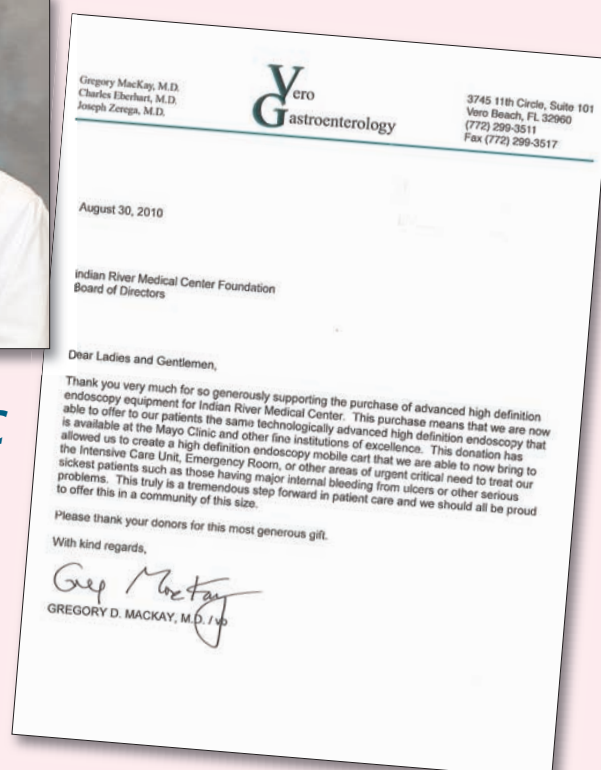 Gregory MacKay, M.D.
Charles Eberhart, M.D.
Joseph Zerega, M.D.
Vero
Gastroenterology
3745 11th Circle, Suite 101
Vero Beach, FL 32960
(772) 299-3511
Fax (772) 299-3517
August 30, 2010
Indian River Medical Center Foundation
Board of Directors
Dear Ladies and Gentlemen,
Thank you very much for so generously supporting the purchase of advanced high definition
endoscopy equipment for Indian River Medical Center. This purchase means that we are now
able to offer to our patients the same technologically advanced high definition endoscopy that
is available at the Mayo Clinic and other fine institutions of excellence. This donation has
allowed us to create a high definition endoscopy mobile cart that we are able to now bring to
the Intensive Care Unit, Emergency Room, or other areas of urgent critical need to treat our
sickest patients such as those having major internal bleeding from ulcers or other serious
problems. This truly is a tremendous step forward in patient care and we should all be proud
to offer this in a community of this size.
Please thank your donors for this most generous gift.
With kind regards,
Greg MacKay
GREGORY D. MACKAY, M.D. / vp